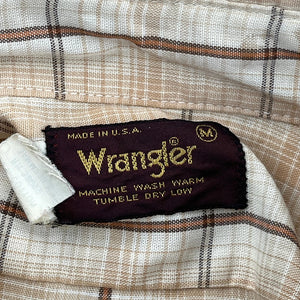 MADE IN U.S.A.
M
Wrangler®
MACHINE WASH WARM
TUMBLE DRY LOW